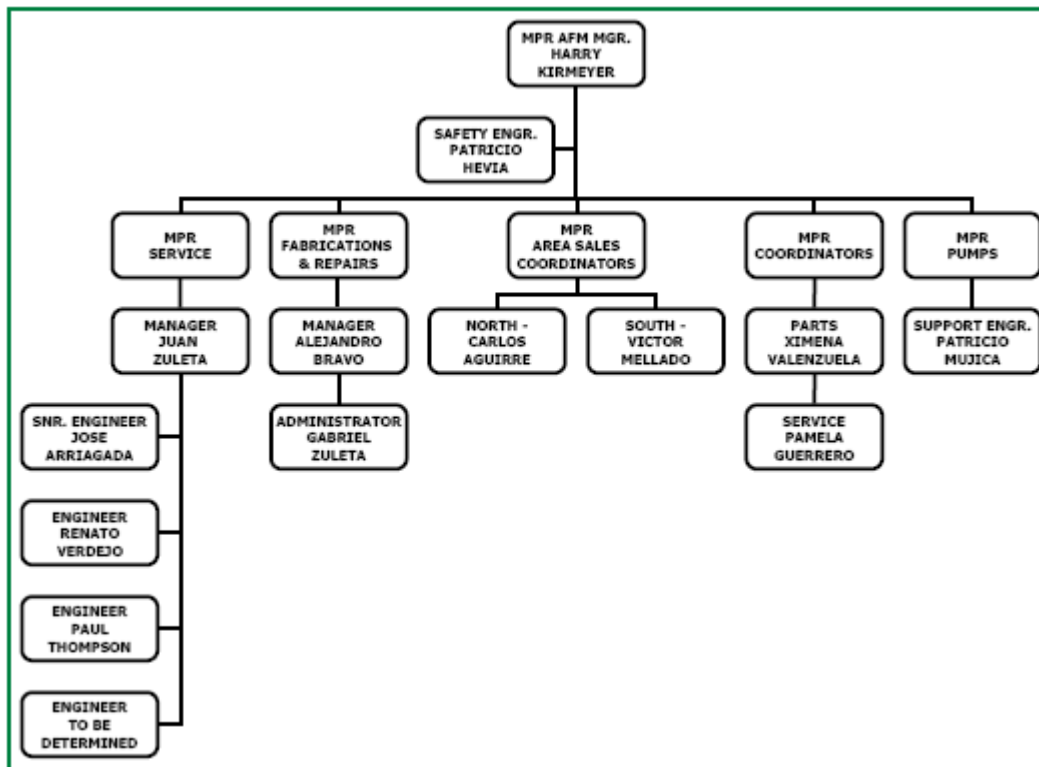 MPR AFM MGR.
HARRY
KIRMEYER
SAFETY ENGR.
PATRICIO
HEVIA
MPR
SERVICE
MPR
FABRICATIONS
& REPAIRS
MPR
AREA SALES
COORDINATORS
MPR
COORDINATORS
MPR
PUMPS
MANAGER
JUAN
ZULETA
MANAGER
ALEJANDRO
BRAVO
NORTH -
CARLOS
AGUIRRE
SOUTH -
VICTOR
MELLADO
PARTS
XIMENA
VALENZUELA
SUPPORT ENGR.
PATRICIO
MUJICA
SNR. ENGINEER
JOSE
ARRIAGADA
ADMINISTRATOR
GABRIEL
ZULETA
SERVICE
PAMELA
GUERRERO
ENGINEER
RENATO
VERDEJO
ENGINEER
PAUL
THOMPSON
ENGINEER
TO BE
DETERMINED